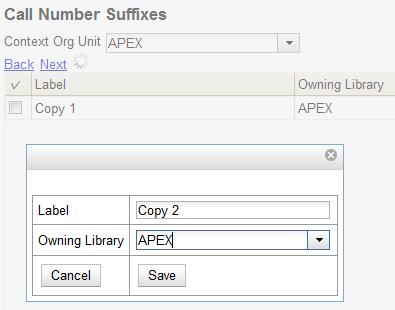 Call Number Suffixes
Context Org Unit APEX
Back Next
✓ Label Owning Library
Copy 1 APEX
Label Copy 2
Owning Library APEX
Cancel Save